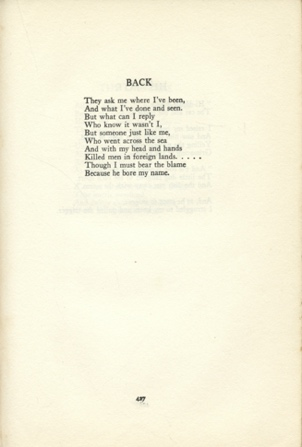 BACK
They ask me where I've been,
And what I've done and seen.
But what can I reply
Who know it wasn't I,
But someone just like me,
Who went across the sea
And with my head and hands
Killed men in foreign lands. . . . .
Though I must bear the blame
Because he bore my name.
427